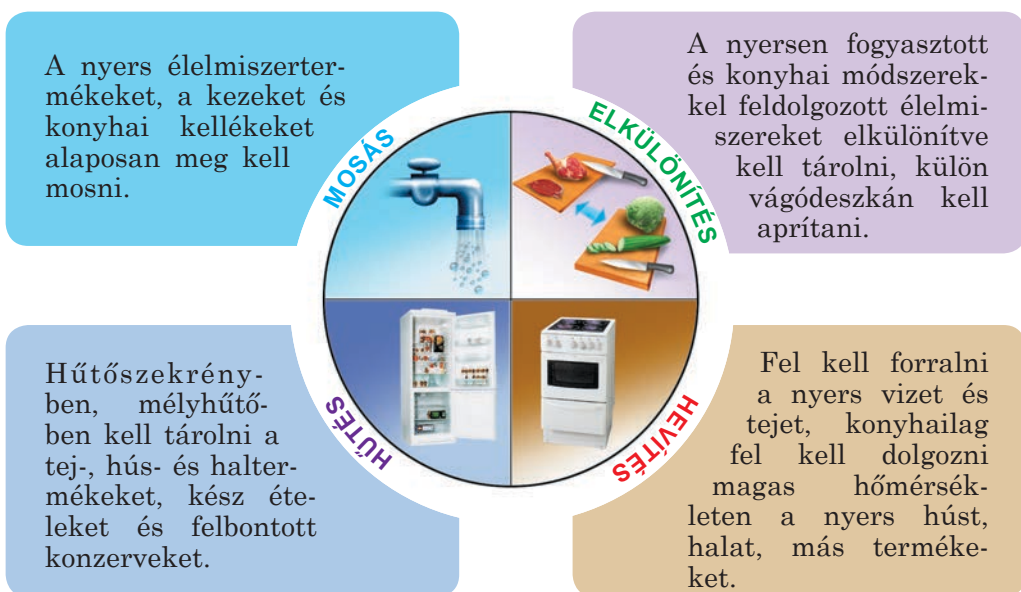 A nyers élelmiszerter-
mékeket, a kezeket és
konyhai kellékeket
alaposan meg kell
mosni.
MOSÁS
A nyersen fogyasztott
és konyhai módszerek-
kel feldolgozott élelmi-
szereket elkülönítve
kell tárolni, külön
vágódeszkán kell
aprítani.
ELKÜLÖNÍTÉS
Hűtőszekrény-
ben, mélyhűtő-
ben kell tárolni a
tej-, hús- és halter-
mékeket, kész éte-
leket és felbontott
konzerveket.
HŰTÉS
Fel kell forralni
a nyers vizet és
tejet, konyhailag
fel kell dolgozni
magas hőmérsék-
leten a nyers húst,
halat, más terméke-
ket.
HEVÍTÉS